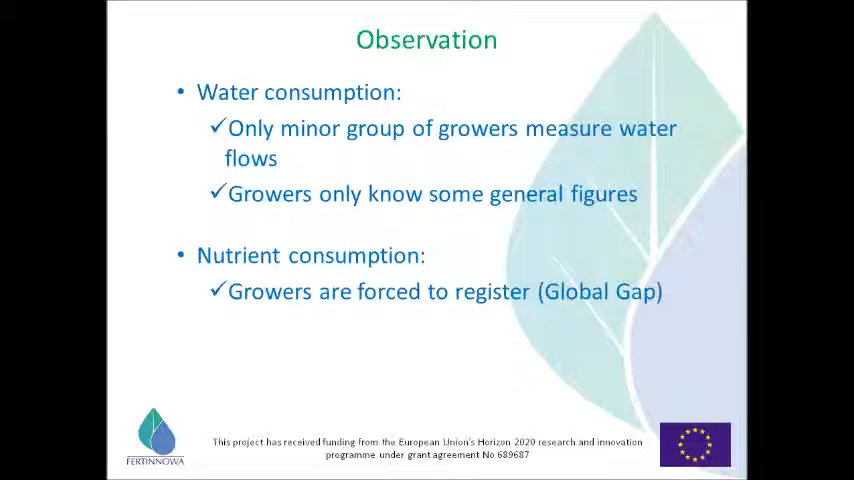 Observation
• Water consumption:
✓Only minor group of growers measure water
flows
✓Growers only know some general figures
• Nutrient consumption:
✓Growers are forced to register (Global Gap)
FERTINNOWA
This project has received funding from the European Union's Horizon 2020 research and innovation
programme under grant agreement No 689687